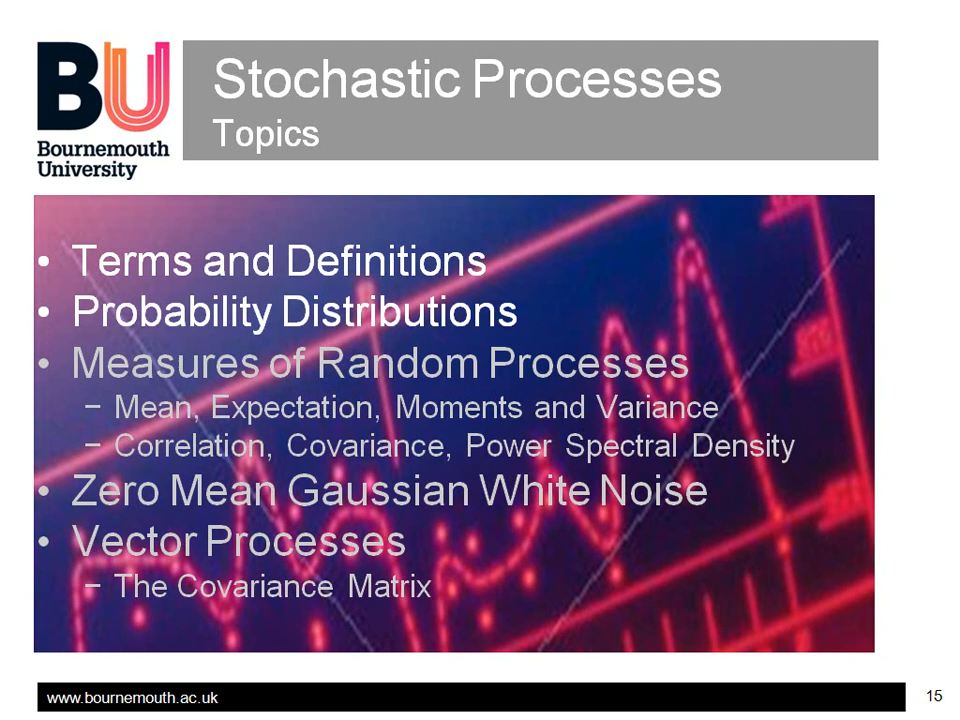 BU
Bournemouth
University
Stochastic Processes
Topics
• Terms and Definitions
• Probability Distributions
• Measures of Random Processes
− Mean, Expectation, Moments and Variance
− Correlation, Covariance, Power Spectral Density
• Zero Mean Gaussian White Noise
• Vector Processes
− The Covariance Matrix
www.bournemouth.ac.uk
15